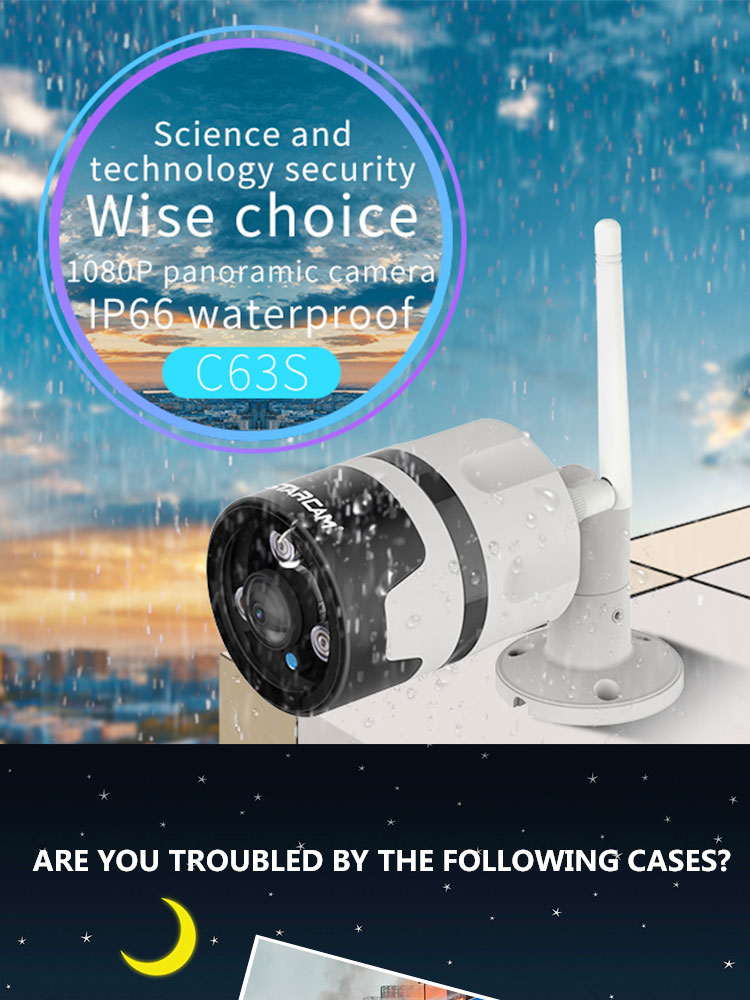 Science and
technology security
Wise choice
1080P panoramic camera
IP66 waterproof
C63S
STARCAM
ARE YOU TROUBLED BY THE FOLLOWING CASES?